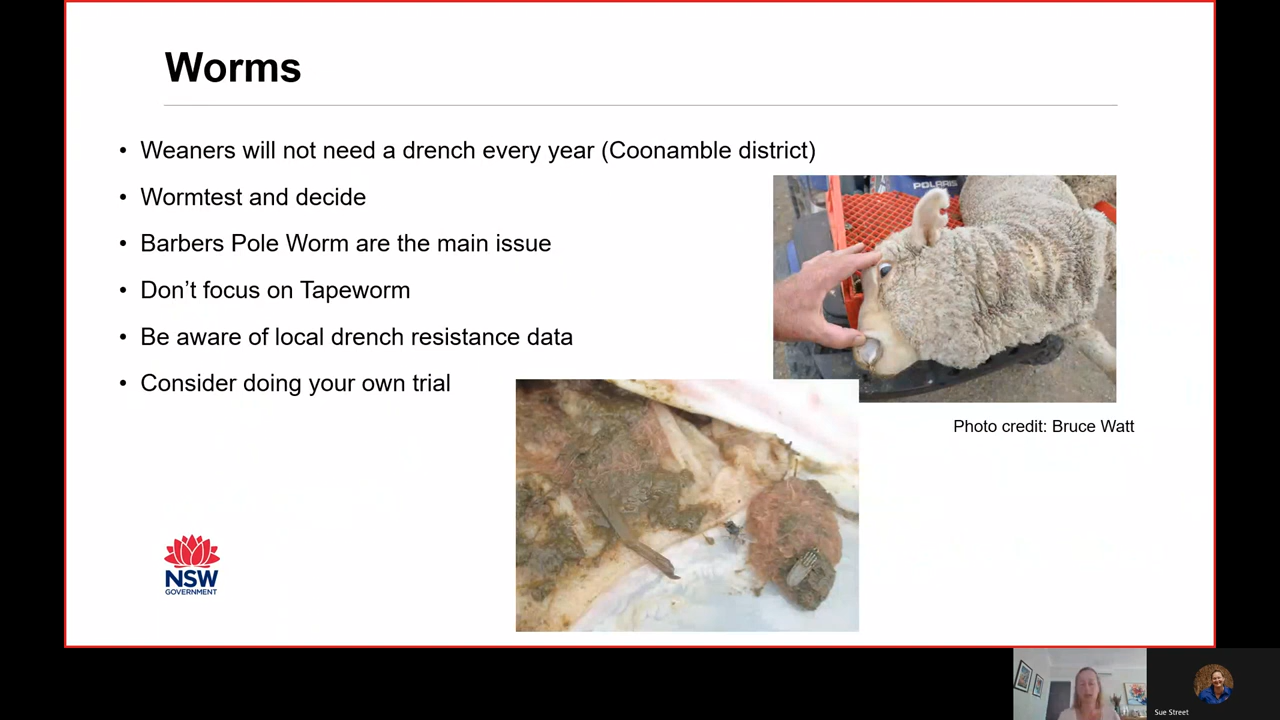 Worms
• Weaners will not need a drench every year (Coonamble district)
• Wormtest and decide
• Barbers Pole Worm are the main issue
• Don’t focus on Tapeworm
• Be aware of local drench resistance data
• Consider doing your own trial
POLARIS
Photo credit: Bruce Watt
NSW
GOVERNMENT
Sue Street